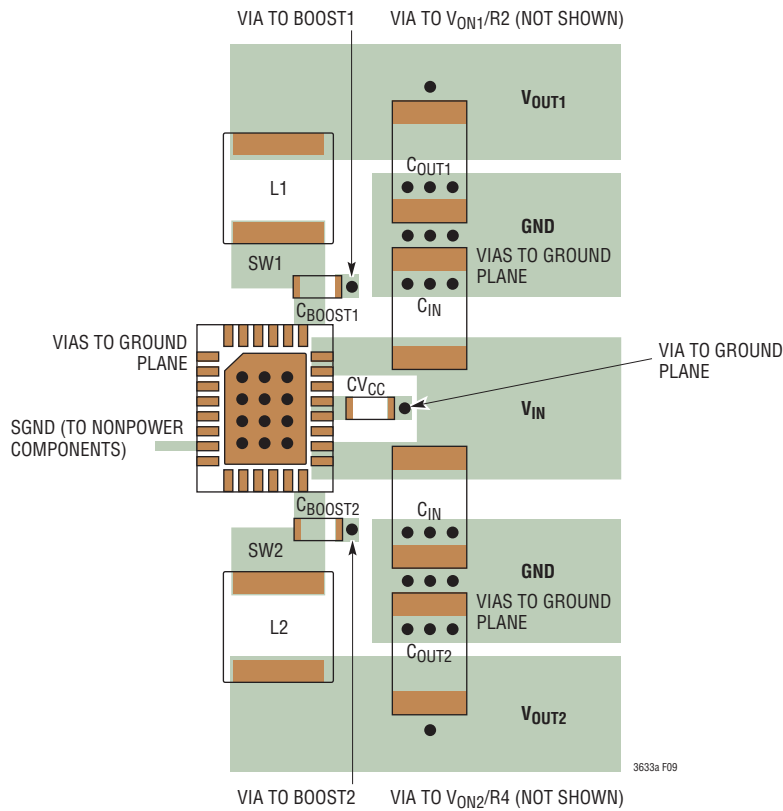 VIA TO BOOST1
VIA TO VON1/R2 (NOT SHOWN)
VOUT1
COUT1
L1
GND
VIAS TO GROUND
PLANE
SW1
CIN
CBOOST1
VIAS TO GROUND
PLANE
VIA TO GROUND
PLANE
CVCC
VIN
SGND (TO NONPOWER
COMPONENTS)
CBOOST2
CIN
SW2
GND
VIAS TO GROUND
PLANE
L2
COUT2
VOUT2
3633a F09
VIA TO BOOST2
VIA TO VON2/R4 (NOT SHOWN)